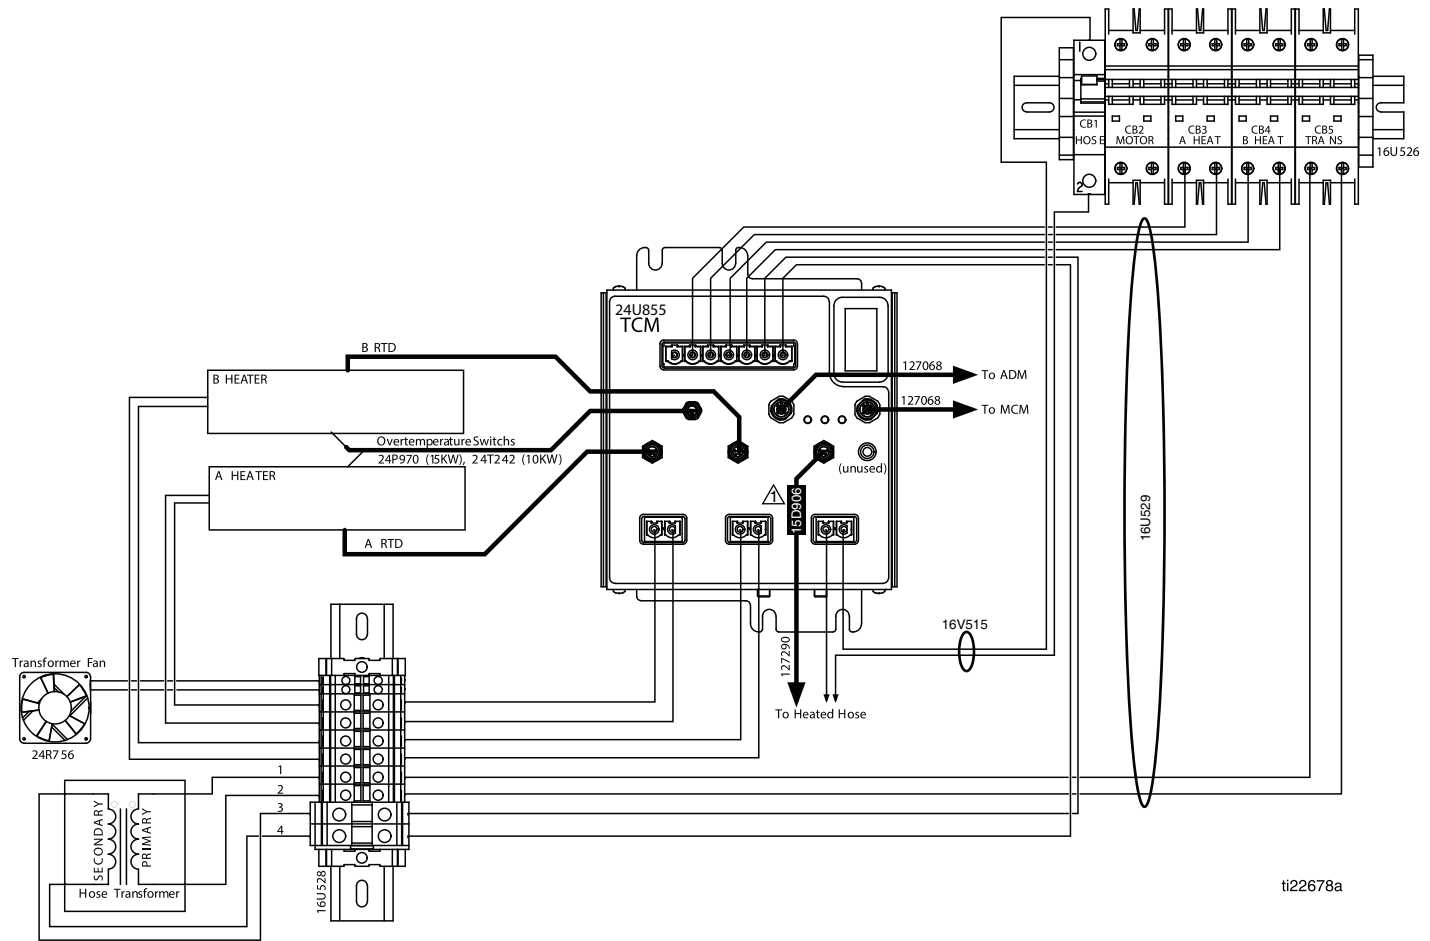 1
CB1
HOSE
2
CB2
MOTOR
CB3
A HEAT
CB4
B HEAT
CB5
TRANS
16U526
24U855
TCM
B RTD
B HEATER
127068
To ADM
127068
To MCM
Overtemperature Switchs
24P970 (15KW), 24T242 (10KW)
A HEATER
(unused)
1
15D906
16U529
A RTD
16V515
127290
To Heated Hose
Transformer Fan
24R756
1
2
3
4
SECONDARY
PRIMARY
Hose Transformer
16U528
ti22678a